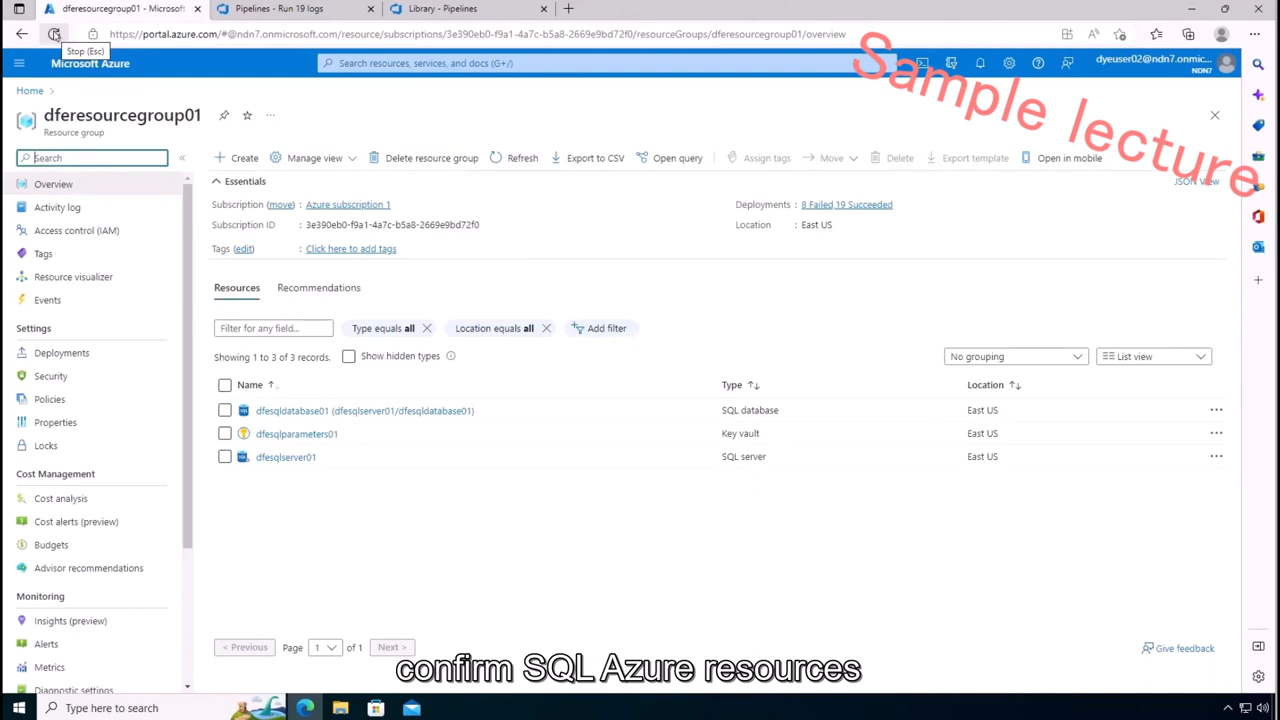 dferesourcegroup01 - Microsoft
Pipelines - Run 19 logs
Library - Pipelines
https://portal.azure.com/#@ndn7.onmicrosoft.com/resource/subscriptions/3e390eb0-f9a1-4a7c-b5a8-2669e9bd72f0/resourceGroups/dferesourcegroup01/overview
Stop (Esc)
Microsoft Azure
Search resources, services, and docs (G+/)
dyeuser02@ndn7.onmic...
NDN7
Sample lecture
Home
dferesourcegroup01
Resource group
Search
Create
Manage view
Delete resource group
Refresh
Export to CSV
Open query
Assign tags
Move
Delete
Export template
Open in mobile
Overview
Activity log
Access control (IAM)
Tags
Resource visualizer
Events
Settings
Deployments
Security
Policies
Properties
Locks
Cost Management
Cost analysis
Cost alerts (preview)
Budgets
Advisor recommendations
Monitoring
Insights (preview)
Alerts
Metrics
Diagnostic settings
Essentials
JSON View
Subscription (move) : Azure subscription 1
Deployments : 8 Failed,19 Succeeded
Subscription ID : 3e390eb0-f9a1-4a7c-b5a8-2669e9bd72f0
Location : East US
Tags (edit) : Click here to add tags
Resources
Recommendations
Filter for any field...
Type equals all
Location equals all
Add filter
Showing 1 to 3 of 3 records.
Show hidden types
No grouping
List view
Name
Type
Location
dfesqldatabase01 (dfesqlserver01/dfesqldatabase01)
SQL database
East US
dfesqlparameters01
Key vault
East US
dfesqlserver01
SQL server
East US
< Previous
Page 1 of 1
Next >
Give feedback
confirm SQL Azure resources
Type here to search